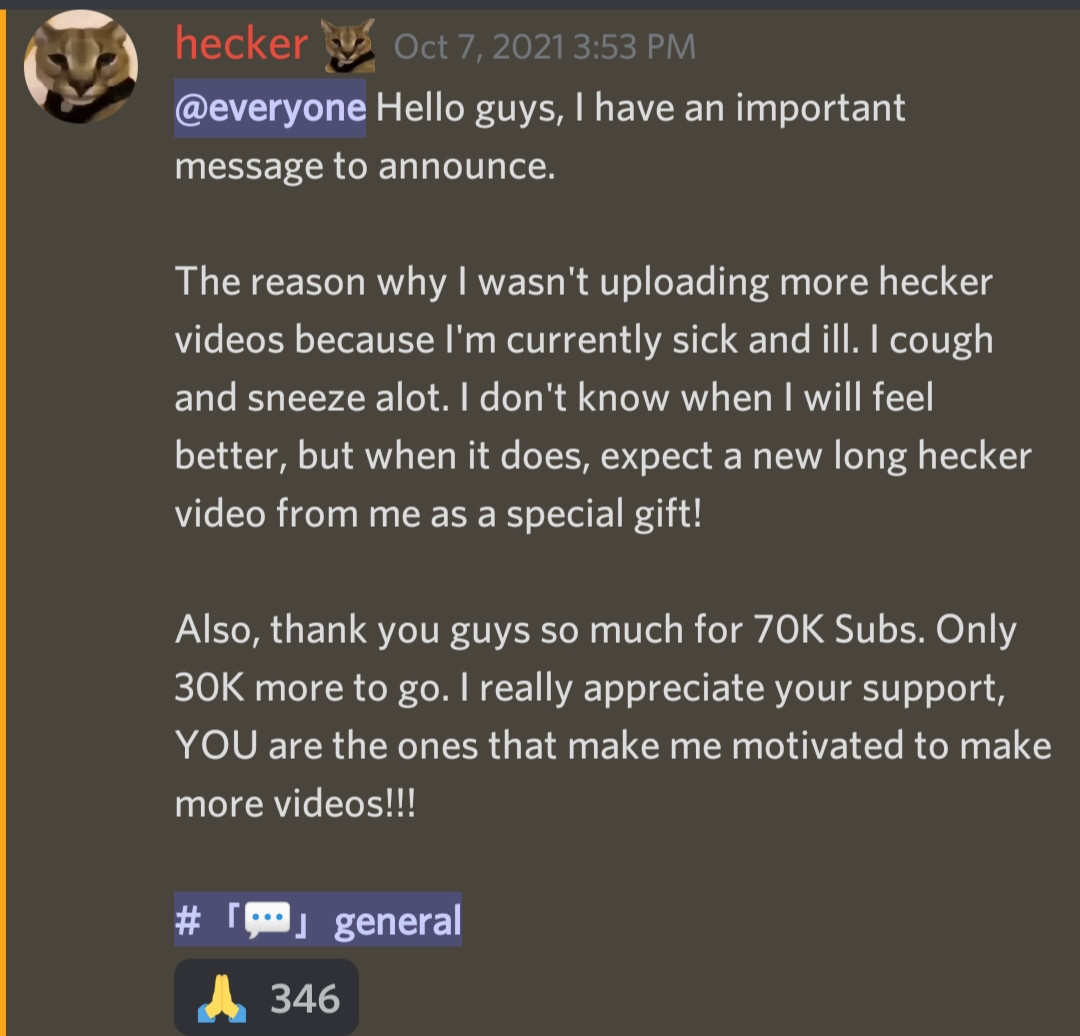 hecker Oct 7, 2021 3:53 PM
@everyone Hello guys, I have an important
message to announce.
The reason why I wasn't uploading more hecker
videos because I'm currently sick and ill. I cough
and sneeze alot. I don't know when I will feel
better, but when it does, expect a new long hecker
video from me as a special gift!
Also, thank you guys so much for 70K Subs. Only
30K more to go. I really appreciate your support,
YOU are the ones that make me motivated to make
more videos!!!
# 「💬」 general
🙏 346